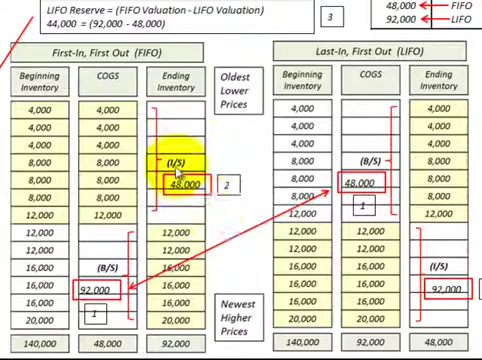 LIFO Reserve = (FIFO Valuation - LIFO Valuation)
44,000 = (92,000 - 48,000)
3
48,000 FIFO
92,000 LIFO
First-In, First Out (FIFO)
Beginning Inventory COGS Ending Inventory
4,000 4,000
4,000 4,000
4,000 4,000
8,000 8,000 (I/S)
8,000 8,000 48,000 2
8,000 8,000
12,000 12,000
12,000 12,000
12,000 12,000
16,000 (B/S) 16,000
16,000 92,000 16,000
16,000 1 16,000
20,000 20,000
140,000 48,000 92,000
Oldest
Lower
Prices
Newest
Higher
Prices
Last-In, First Out (LIFO)
Beginning Inventory COGS Ending Inventory
4,000 4,000
4,000 4,000
4,000 4,000
8,000 (B/S) 8,000
8,000 48,000 8,000
8,000 1 8,000
12,000 12,000
12,000 12,000
12,000 12,000
16,000 16,000 (I/S)
16,000 16,000 92,000
16,000 16,000
20,000 20,000
140,000 92,000 48,000